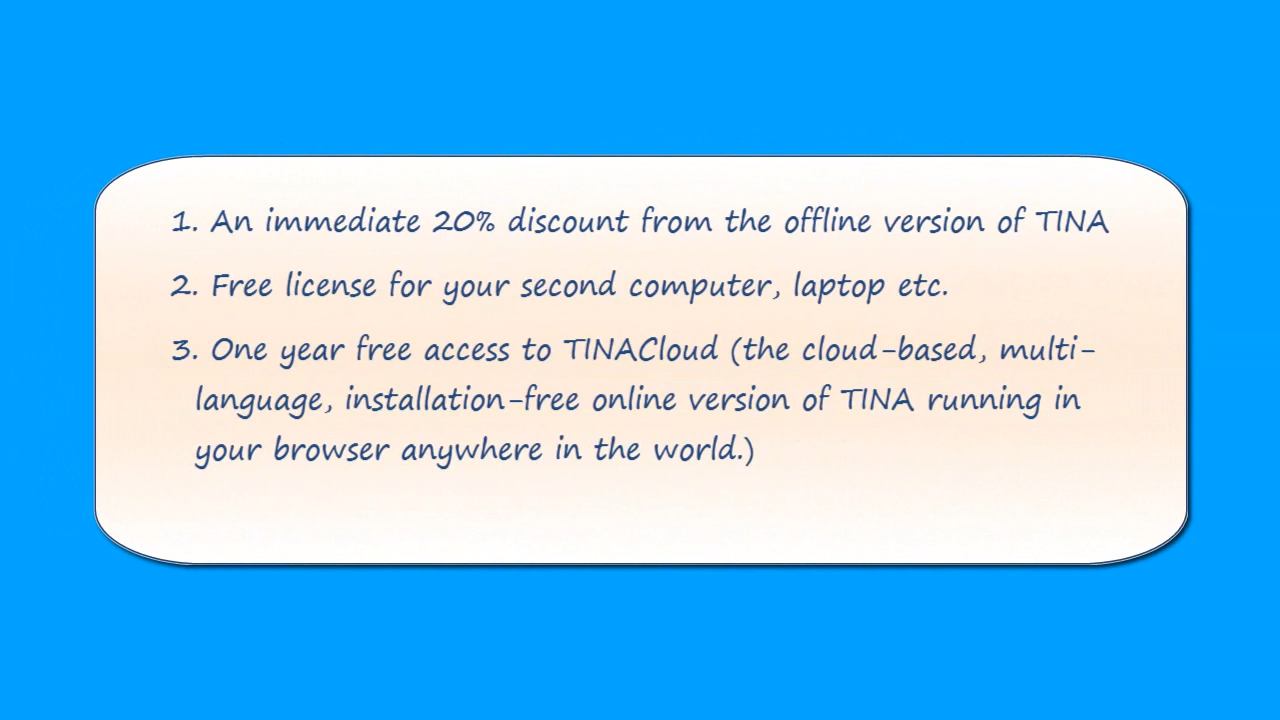 1. An immediate 20% discount from the offline version of TINA
2. Free license for your second computer, laptop etc.
3. One year free access to TINACloud (the cloud-based, multi-
language, installation-free online version of TINA running in
your browser anywhere in the world.)